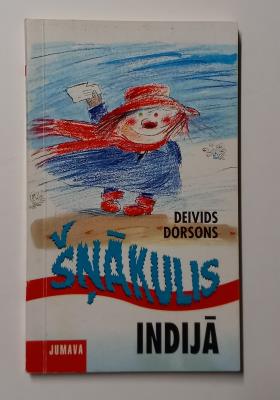 DEIVIDS
DORSONS
ŠŅĀKULIS
INDIJĀ
JUMAVA